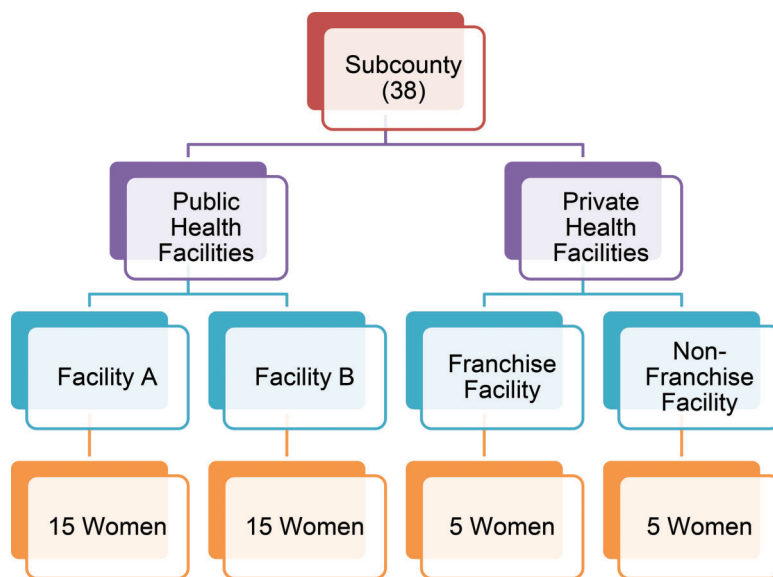 Subcounty
(38)
Public
Health
Facilities
Private
Health
Facilities
Facility A
Facility B
Franchise
Facility
Non-
Franchise
Facility
15 Women
15 Women
5 Women
5 Women